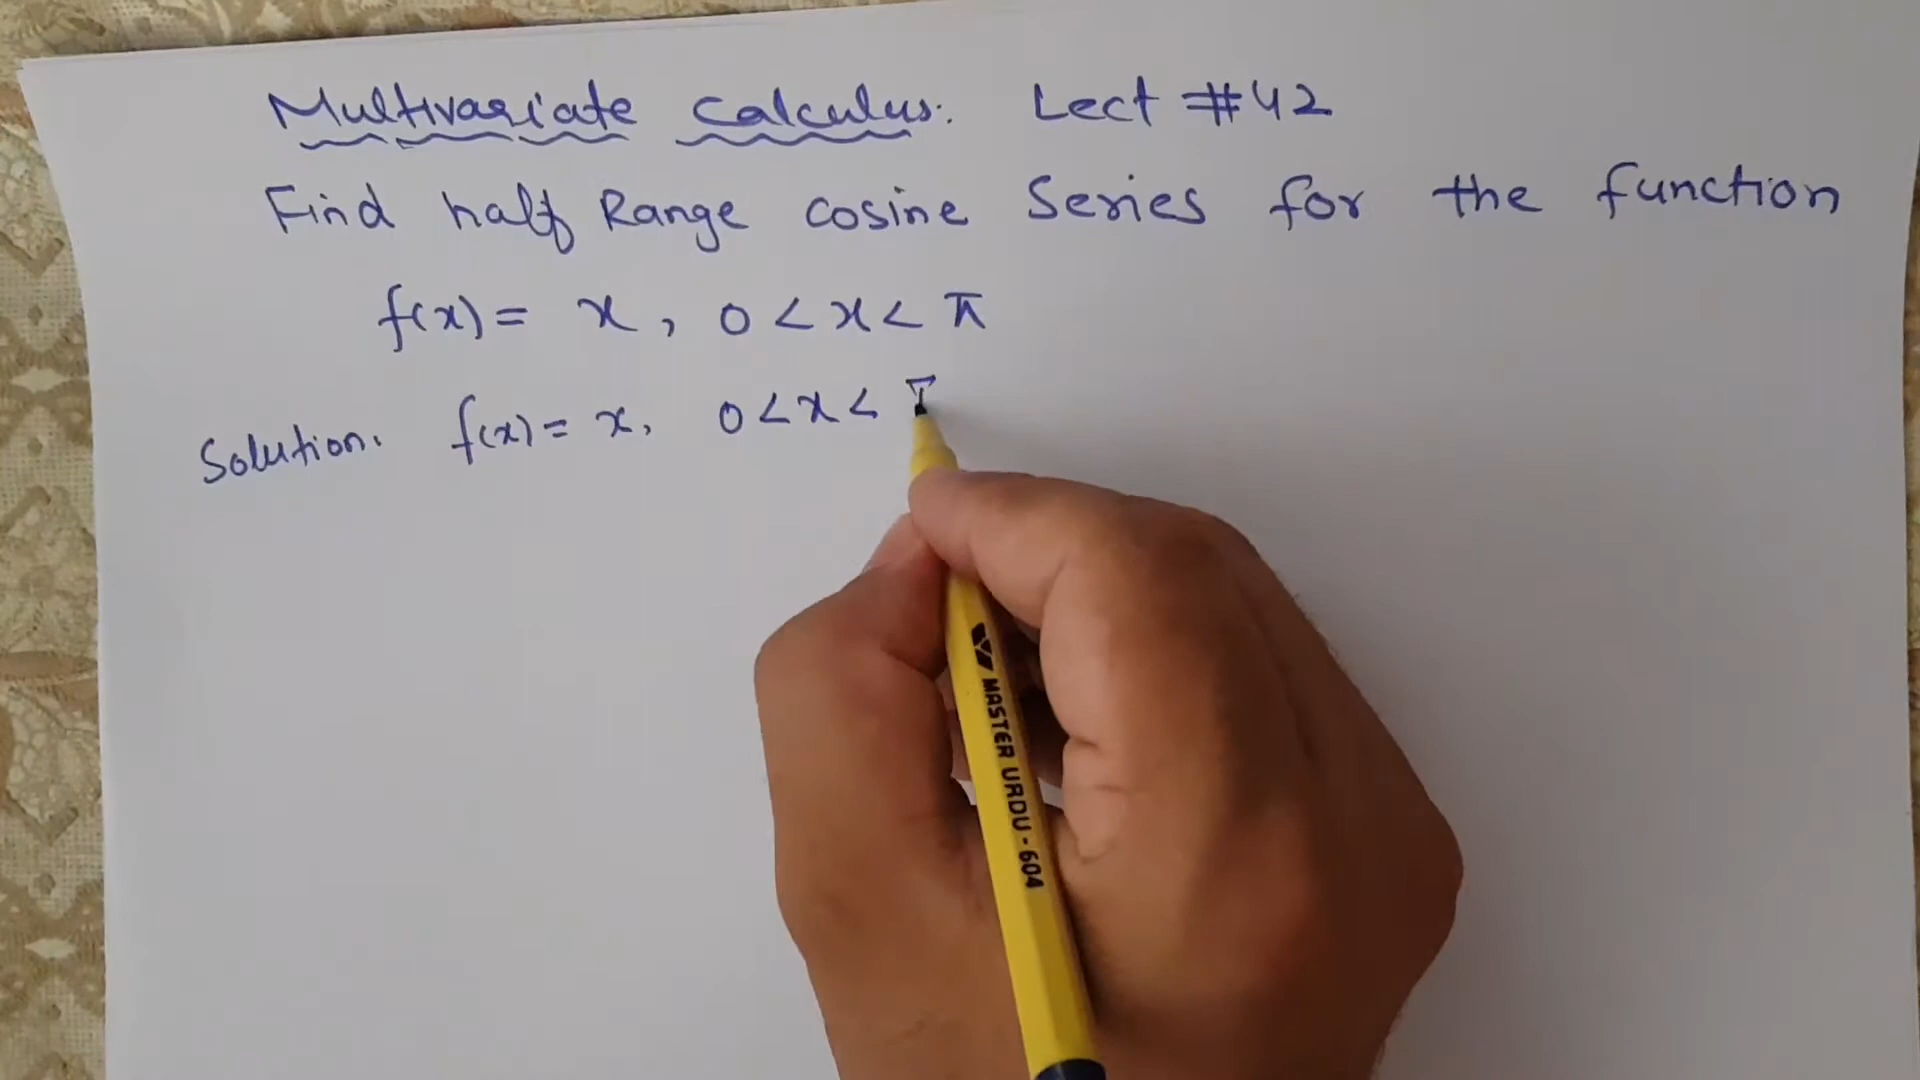 Multivariate Calculus: Lect #42
Find half Range cosine Series for the function
f(x) = x, 0 < x < π
Solution. f(x) = x, 0 < x < π
MASTER URDU - 604